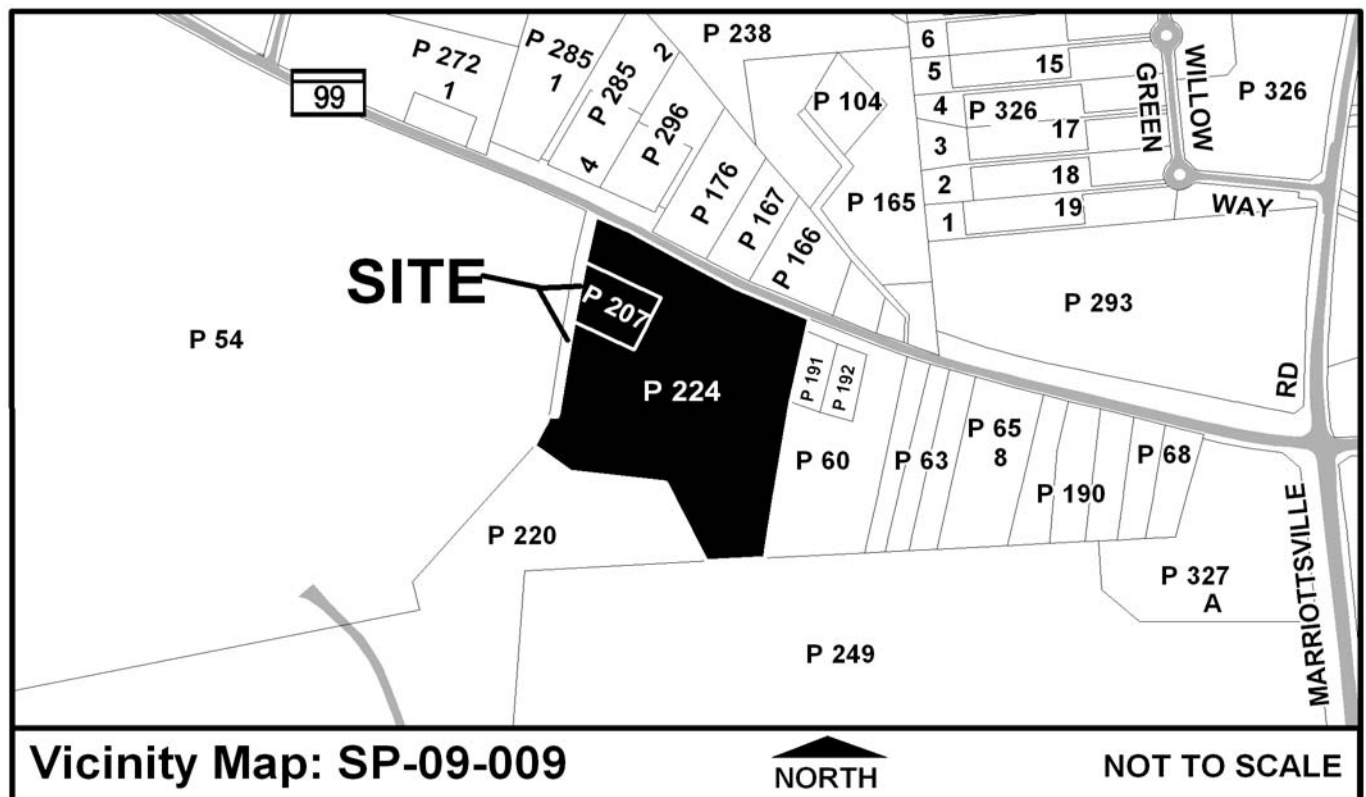 P 238
6
P 272
1
P 285
1
2
P 285
4
P 296
99
P 104
5
15
4
P 326
3
17
GREEN
WILLOW
P 326
P 176
P 167
P 166
P 165
2
18
1
19
WAY
SITE
P 207
P 54
P 293
P 224
P 191
P 192
RD
P 60
P 63
P 65
8
P 190
P 68
P 220
P 327
A
MARRIOTTSVILLE
P 249
Vicinity Map: SP-09-009
NORTH
NOT TO SCALE